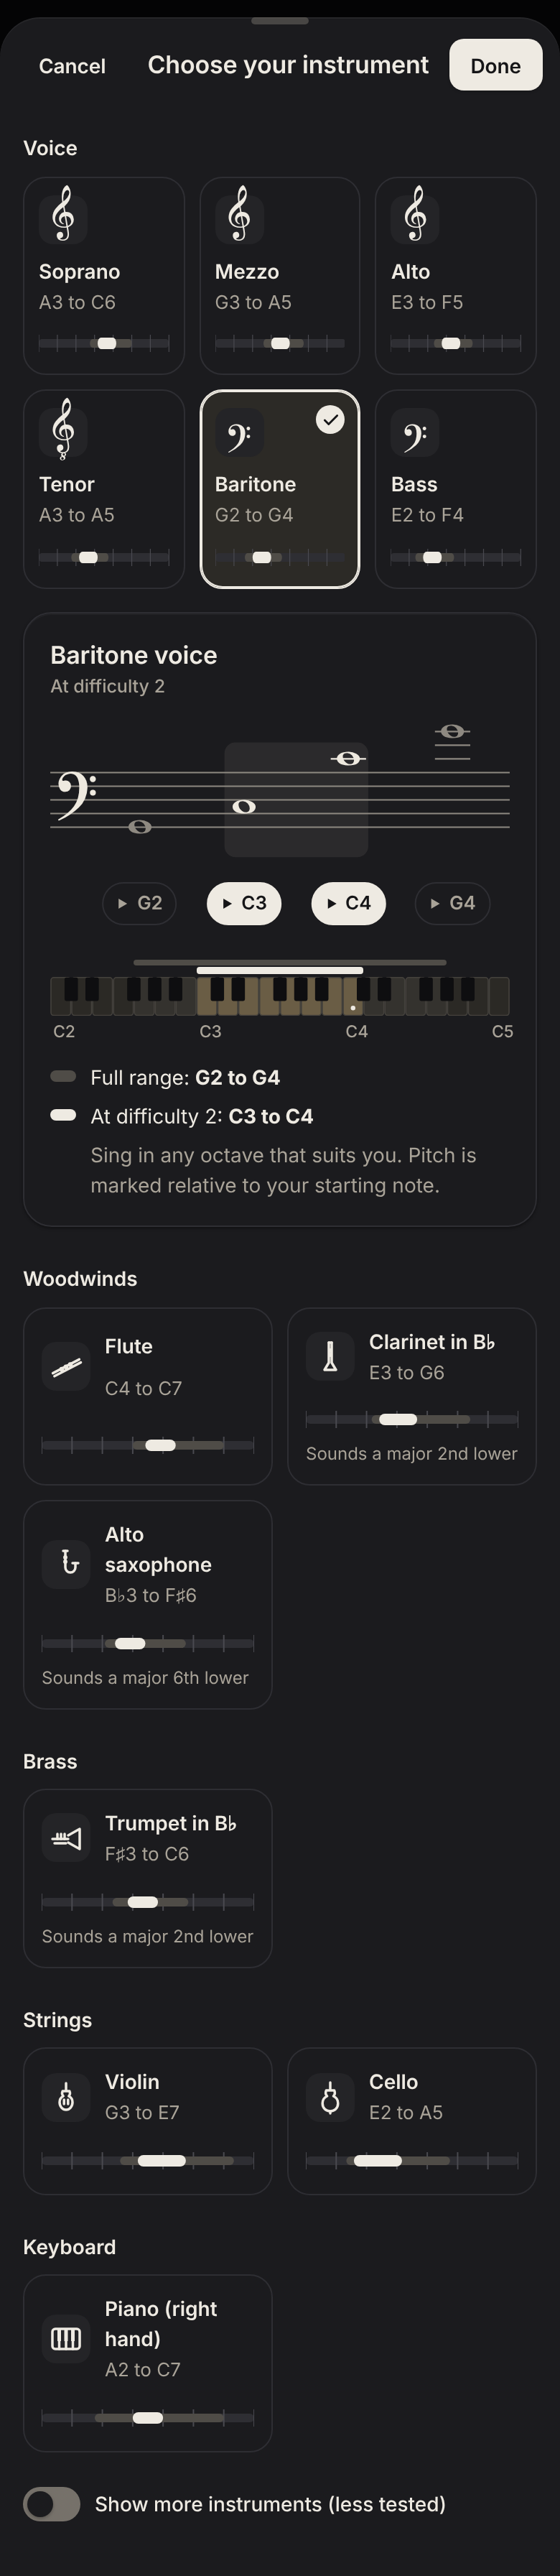 Cancel
Choose your instrument
Done
Voice
Soprano
A3 to C6
Mezzo
G3 to A5
Alto
E3 to F5
Tenor
A3 to A5
Baritone
G2 to G4
Bass
E2 to F4
Baritone voice
At difficulty 2
G2
C3
C4
G4
C2
C3
C4
C5
Full range: G2 to G4
At difficulty 2: C3 to C4
Sing in any octave that suits you. Pitch is
marked relative to your starting note.
Woodwinds
Flute
C4 to C7
Clarinet in B♭
E3 to G6
Sounds a major 2nd lower
Alto
saxophone
B♭3 to F♯6
Sounds a major 6th lower
Brass
Trumpet in B♭
F♯3 to C6
Sounds a major 2nd lower
Strings
Violin
G3 to E7
Cello
E2 to A5
Keyboard
Piano (right
hand)
A2 to C7
Show more instruments (less tested)